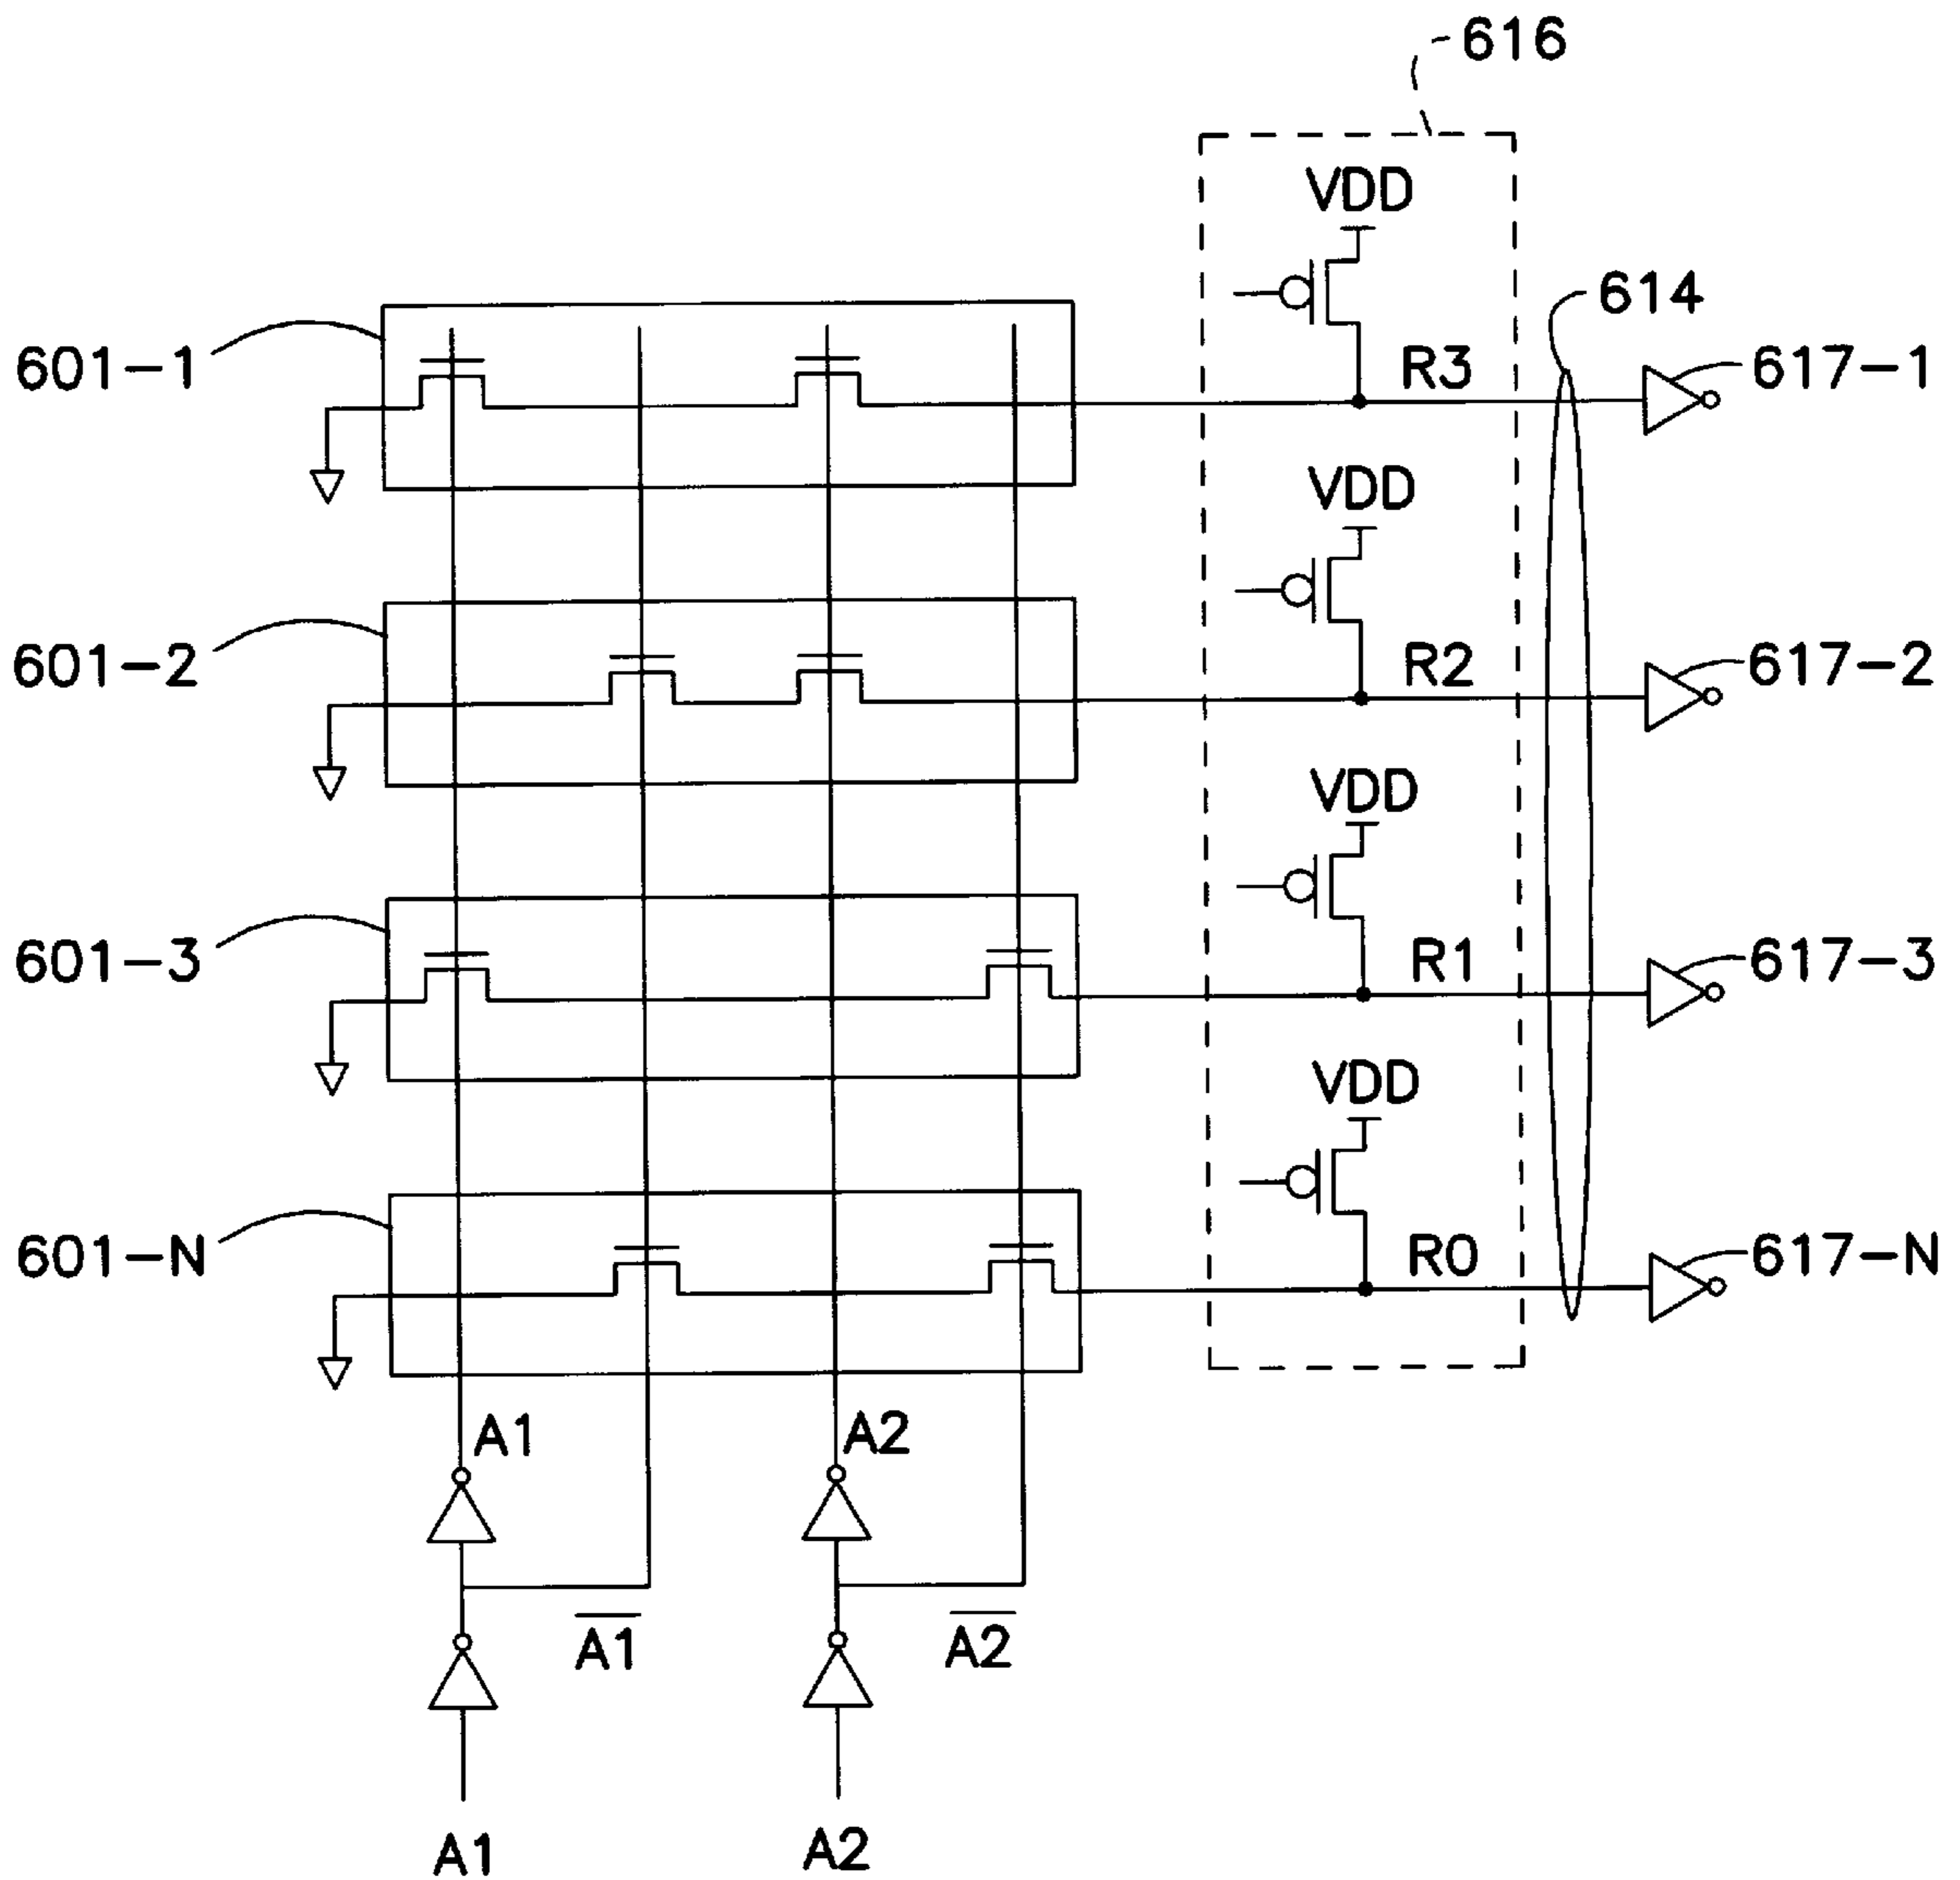 616
VDD
614
601-1
R3
617-1
VDD
601-2
R2
617-2
VDD
601-3
R1
617-3
VDD
601-N
R0
617-N
A1
A2
A1
A2
A1
A2